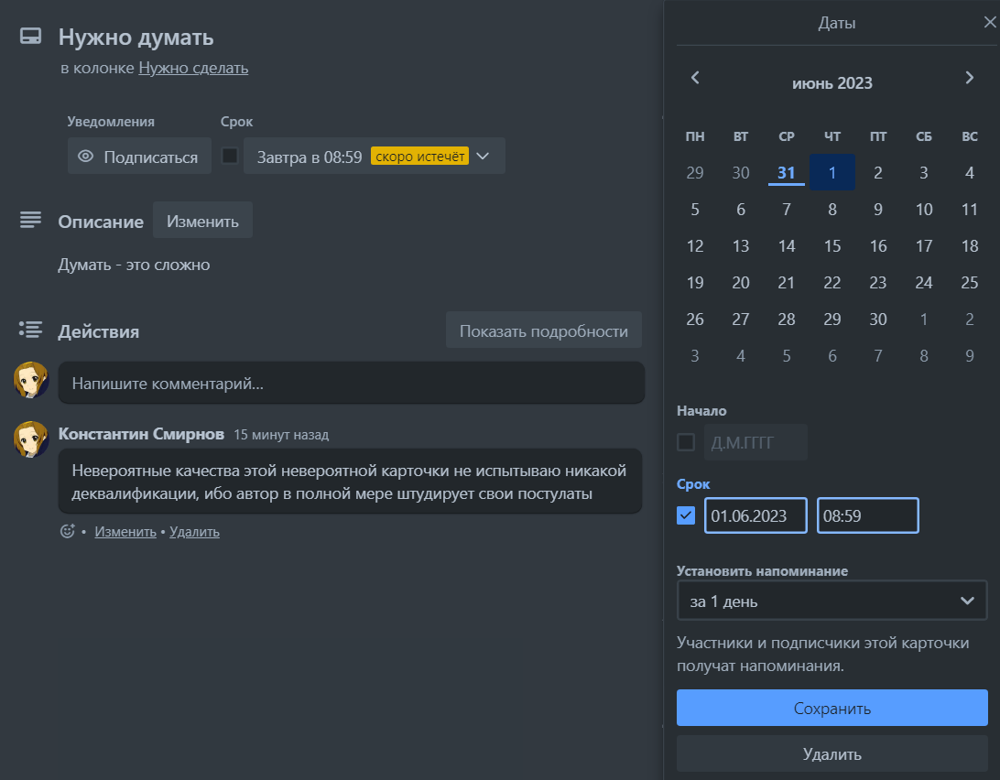 Нужно думать
в колонке Нужно сделать
Уведомления
Срок
Подписаться
Завтра в 08:59 скоро истечёт
Описание
Изменить
Думать - это сложно
Действия
Показать подробности
Напишите комментарий...
Константин Смирнов 15 минут назад
Невероятные качества этой невероятной карточки не испытываю никакой
деквалификации, ибо автор в полной мере штудирует свои постулаты
• Изменить • Удалить
Даты
июнь 2023
ПН ВТ СР ЧТ ПТ СБ ВС
29 30 31 1 2 3 4
5 6 7 8 9 10 11
12 13 14 15 16 17 18
19 20 21 22 23 24 25
26 27 28 29 30 1 2
3 4 5 6 7 8 9
Начало
Д.М.ГГГГ
Срок
01.06.2023 08:59
Установить напоминание
за 1 день
Участники и подписчики этой карточки
получат напоминания.
Сохранить
Удалить